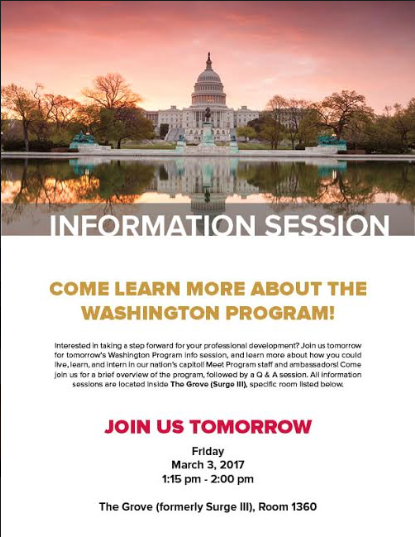 INFORMATION SESSION
COME LEARN MORE ABOUT THE
WASHINGTON PROGRAM!
Interested in taking a step forward for your professional development? Join us tomorrow
for tomorrow's Washington Program info session, and learn more about how you could
live, learn, and intern in our nation's capitol! Meet Program staff and ambassadors! Come
join us for a brief overview of the program, followed by a Q & A session. All information
sessions are located inside The Grove (Surge III), specific room listed below.
JOIN US TOMORROW
Friday
March 3, 2017
1:15 pm - 2:00 pm
The Grove (formerly Surge III), Room 1360